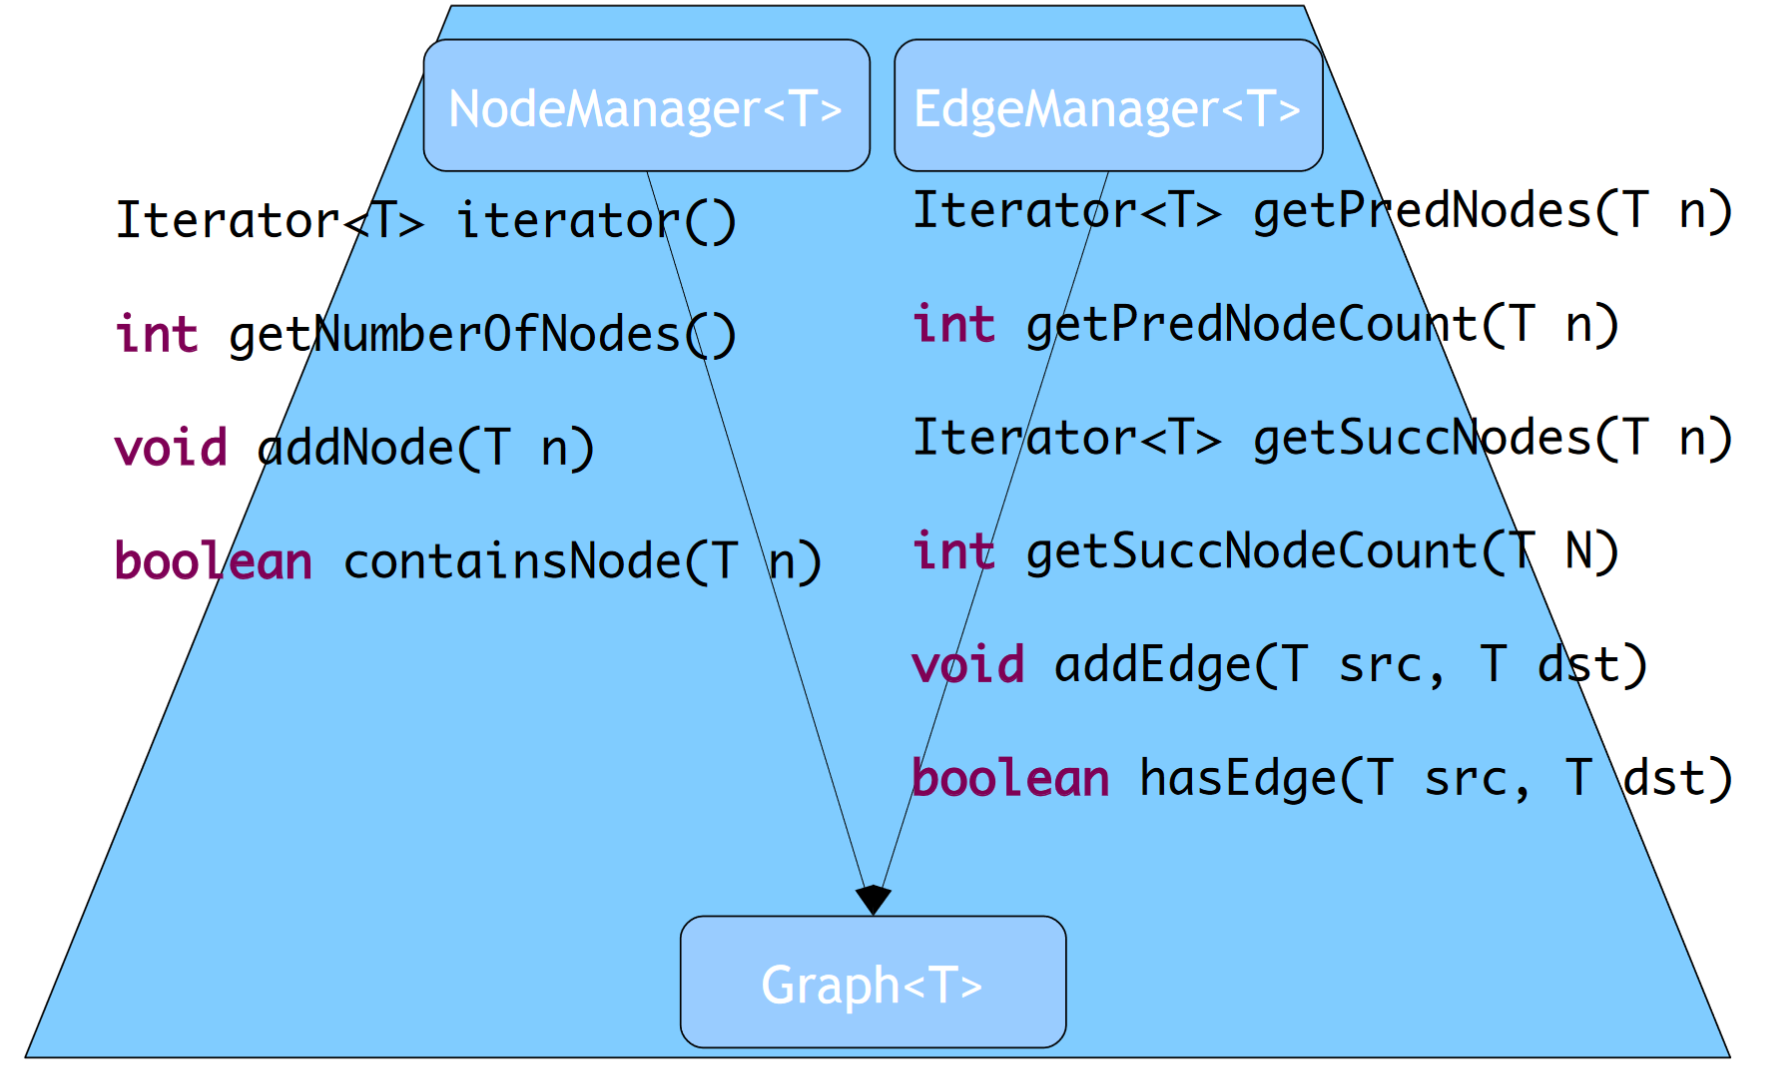 NodeManager<T>
EdgeManager<T>
Iterator<T> iterator()
int getNumberOfNodes()
void addNode(T n)
boolean containsNode(T n)
Iterator<T> getPredNodes(T n)
int getPredNodeCount(T n)
Iterator<T> getSuccNodes(T n)
int getSuccNodeCount(T N)
void addEdge(T src, T dst)
boolean hasEdge(T src, T dst)
Graph<T>